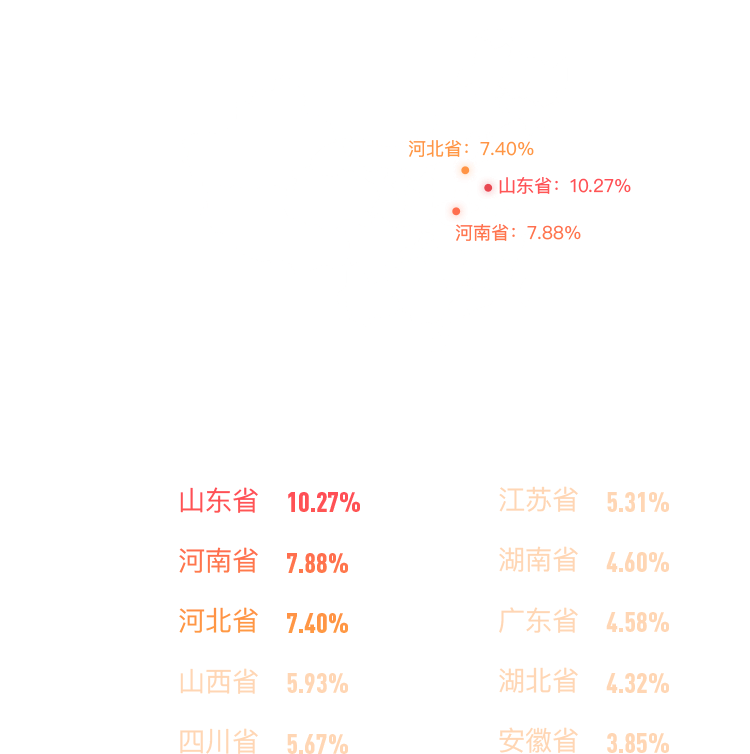 河北省：7.40%
山东省：10.27%
河南省：7.88%
山东省 10.27%
江苏省 5.31%
河南省 7.88%
湖南省 4.60%
河北省 7.40%
广东省 4.58%
山西省 5.93%
湖北省 4.32%
四川省 5.67%
安徽省 3.85%